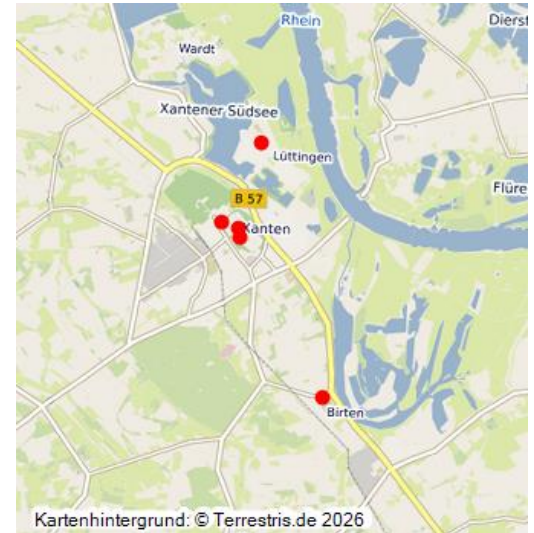 Rhein
Dierst
Wardt
Xantener Südsee
Lüttingen
Flüre
B 57
Xanten
Birten
Kartenhintergrund: © Terrestris.de 2026